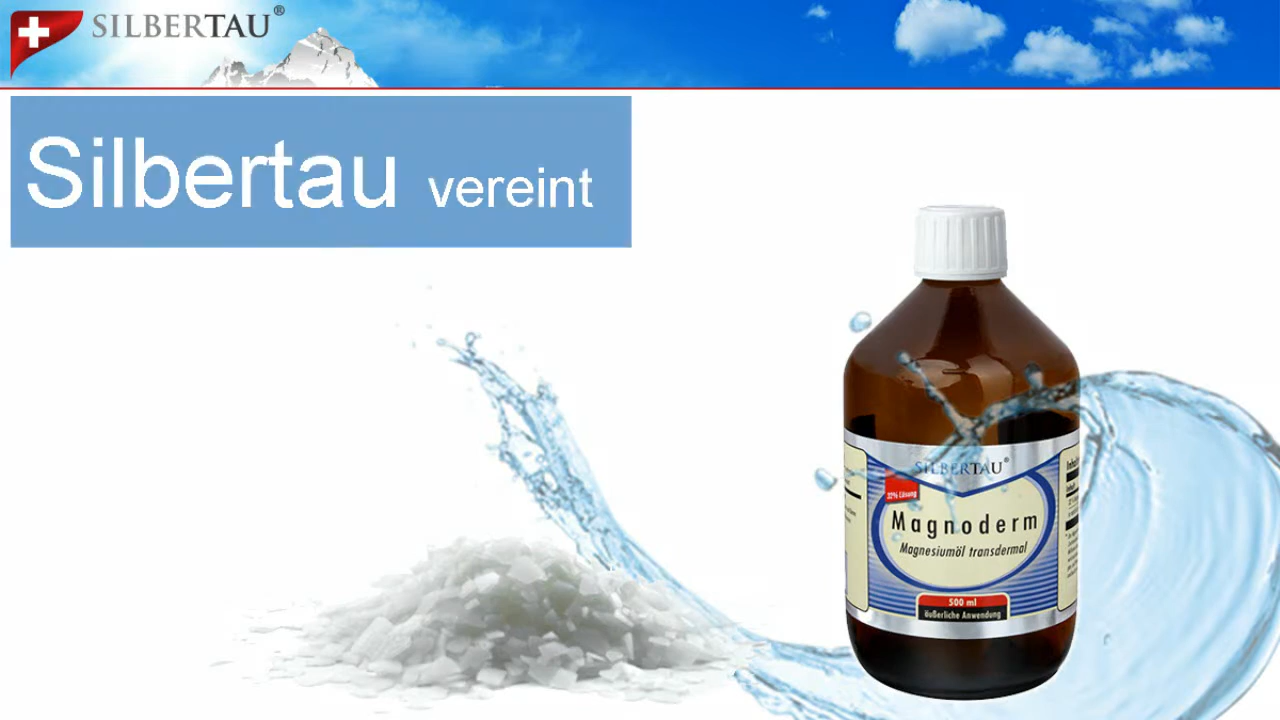 SILBERTAU®
Silbertau vereint
SILBERTAU®
32% Lösung
Magnoderm
Magnesiumöl transdermal
500 ml
äußerliche Anwendung